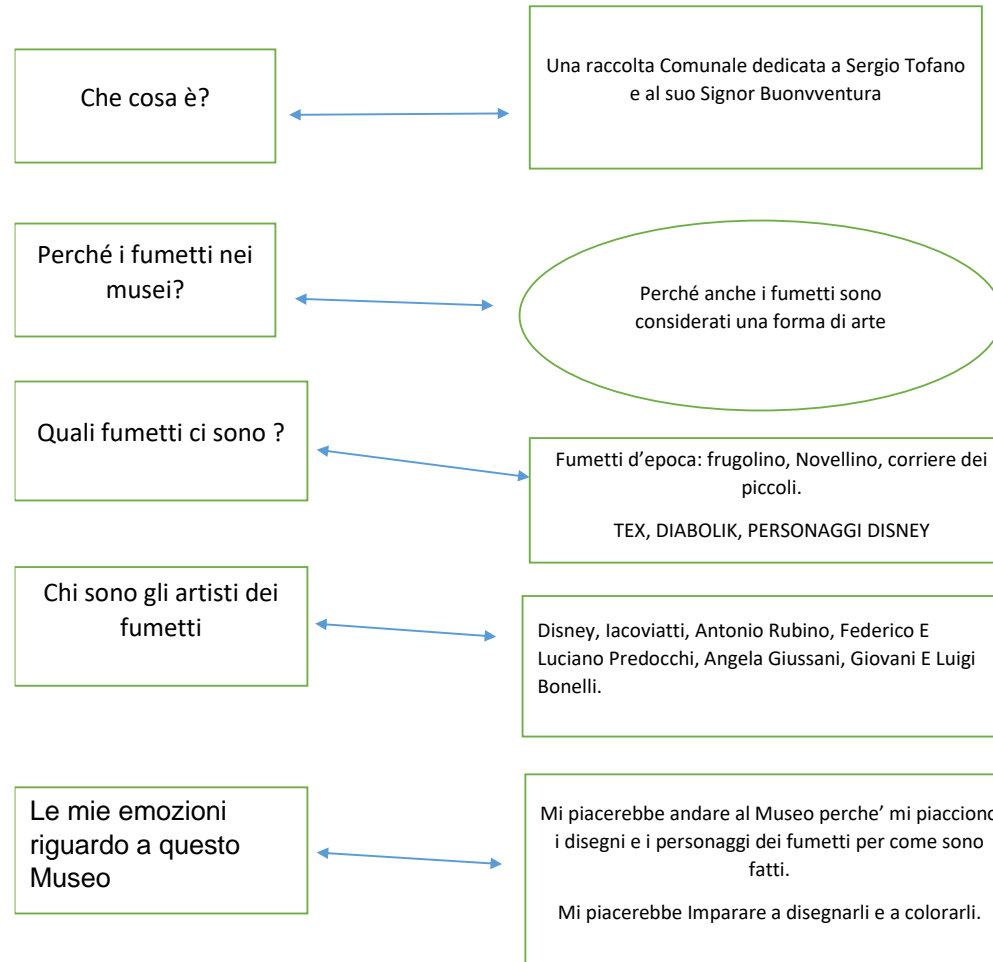 Che cosa è?
Una raccolta Comunale dedicata a Sergio Tofano
e al suo Signor Buonvventura
Perché i fumetti nei
musei?
Perché anche i fumetti sono
considerati una forma di arte
Quali fumetti ci sono ?
Fumetti d’epoca: frugolino, Novellino, corriere dei
piccoli.
TEX, DIABOLIK, PERSONAGGI DISNEY
Chi sono gli artisti dei
fumetti
Disney, Iacoviatti, Antonio Rubino, Federico E
Luciano Predocchi, Angela Giussani, Giovani E Luigi
Bonelli.
Le mie emozioni
riguardo a questo
Museo
Mi piacerebbe andare al Museo perche’ mi piacciono
i disegni e i personaggi dei fumetti per come sono
fatti.
Mi piacerebbe Imparare a disegnarli e a colorarli.